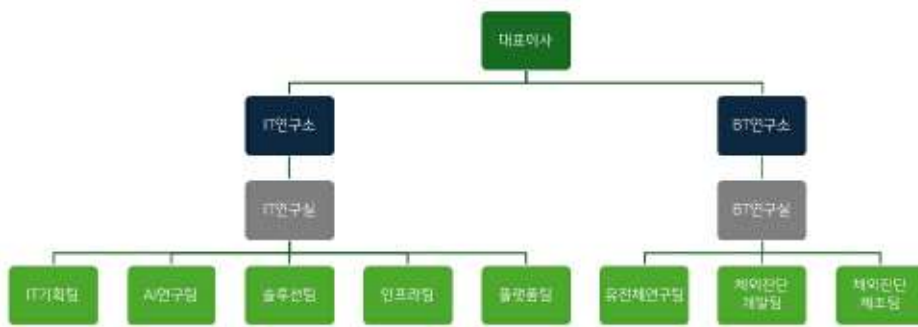 대표이사
IT연구소
BT연구소
IT연구실
BT연구실
IT기획팀
AI연구팀
솔루션팀
인프라팀
플랫폼팀
유전체연구팀
체외진단
개발팀
체외진단
제조팀